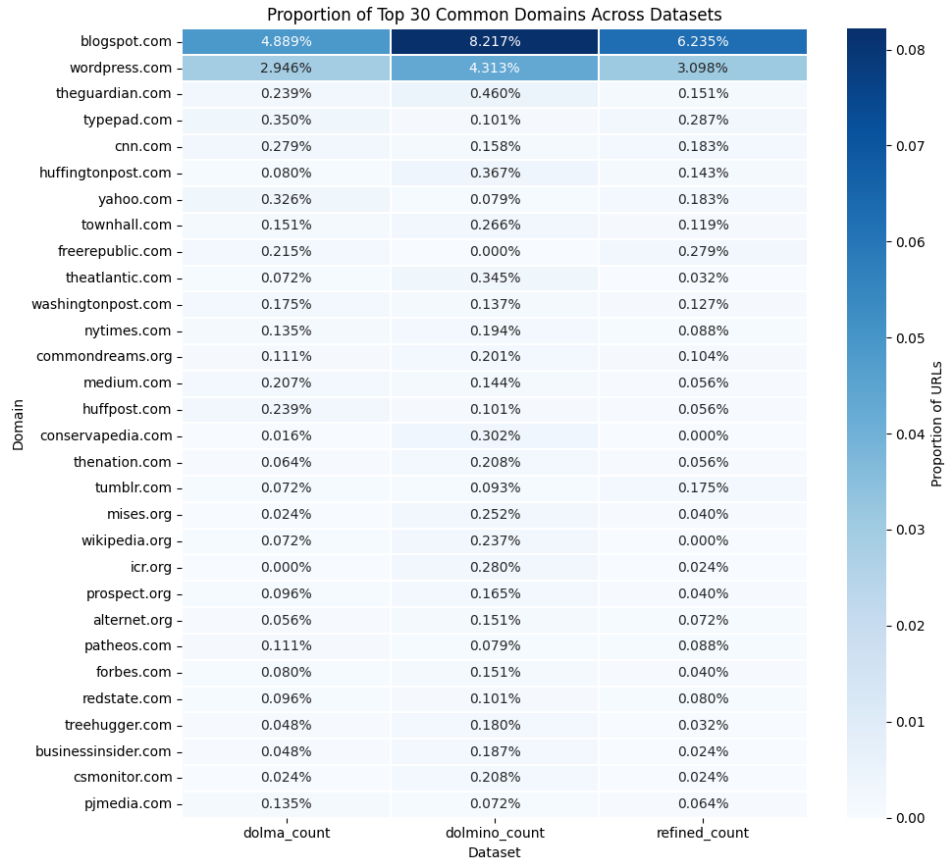 Proportion of Top 30 Common Domains Across Datasets
blogspot.com 4.889% 8.217% 6.235%
wordpress.com 2.946% 4.313% 3.098%
theguardian.com 0.239% 0.460% 0.151%
typepad.com 0.350% 0.101% 0.287%
cnn.com 0.279% 0.158% 0.183%
huffingtonpost.com 0.080% 0.367% 0.143%
yahoo.com 0.326% 0.079% 0.183%
townhall.com 0.151% 0.266% 0.119%
freerepublic.com 0.215% 0.000% 0.279%
theatlantic.com 0.072% 0.345% 0.032%
washingtonpost.com 0.175% 0.137% 0.127%
nytimes.com 0.135% 0.194% 0.088%
commondreams.org 0.111% 0.201% 0.104%
medium.com 0.207% 0.144% 0.056%
huffpost.com 0.239% 0.101% 0.056%
conservapedia.com 0.016% 0.302% 0.000%
thenation.com 0.064% 0.208% 0.056%
tumblr.com 0.072% 0.093% 0.175%
mises.org 0.024% 0.252% 0.040%
wikipedia.org 0.072% 0.237% 0.000%
icr.org 0.000% 0.280% 0.024%
prospect.org 0.096% 0.165% 0.040%
alternet.org 0.056% 0.151% 0.072%
patheos.com 0.111% 0.079% 0.088%
forbes.com 0.080% 0.151% 0.040%
redstate.com 0.096% 0.101% 0.080%
treehugger.com 0.048% 0.180% 0.032%
businessinsider.com 0.048% 0.187% 0.024%
csmonitor.com 0.024% 0.208% 0.024%
pjmedia.com 0.135% 0.072% 0.064%
dolma_count dolmino_count refined_count
Dataset
Domain
0.08
0.07
0.06
0.05
0.04
0.03
0.02
0.01
0.00
Proportion of URLs